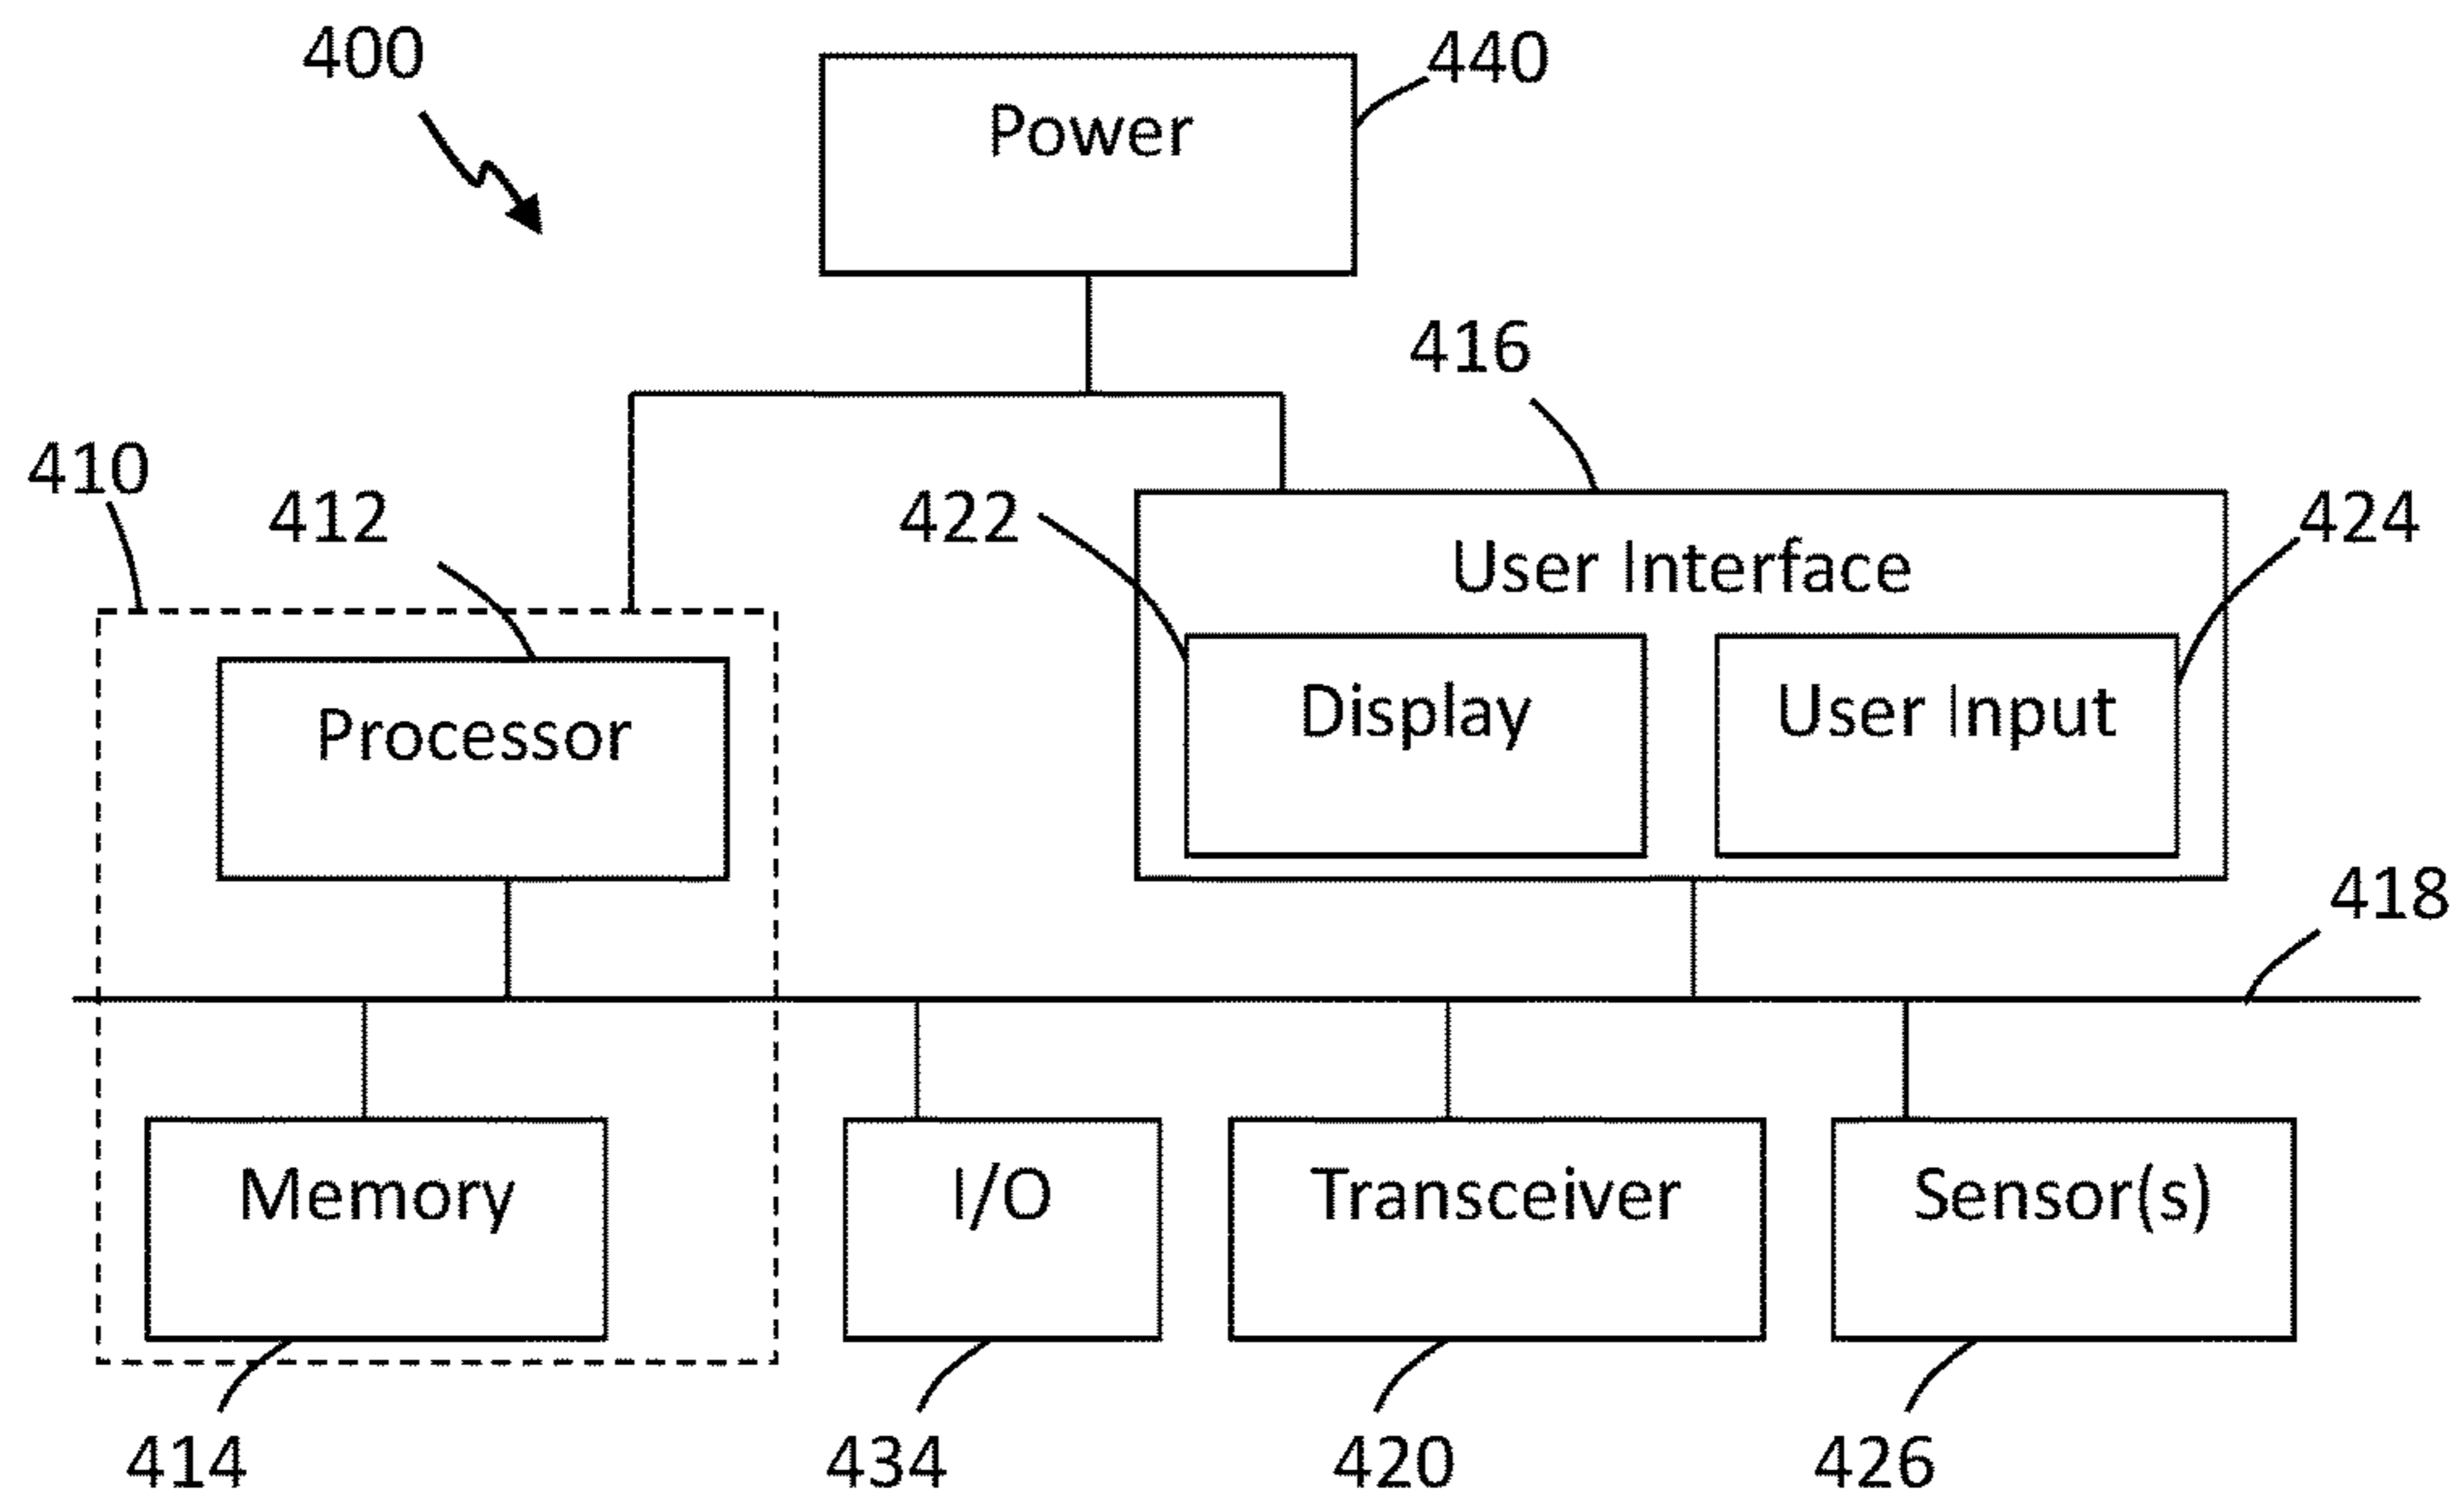 400
440
Power
416
410
412
422
424
User Interface
Processor
Display
User Input
418
Memory
I/O
Transceiver
Sensor(s)
414
434
420
426